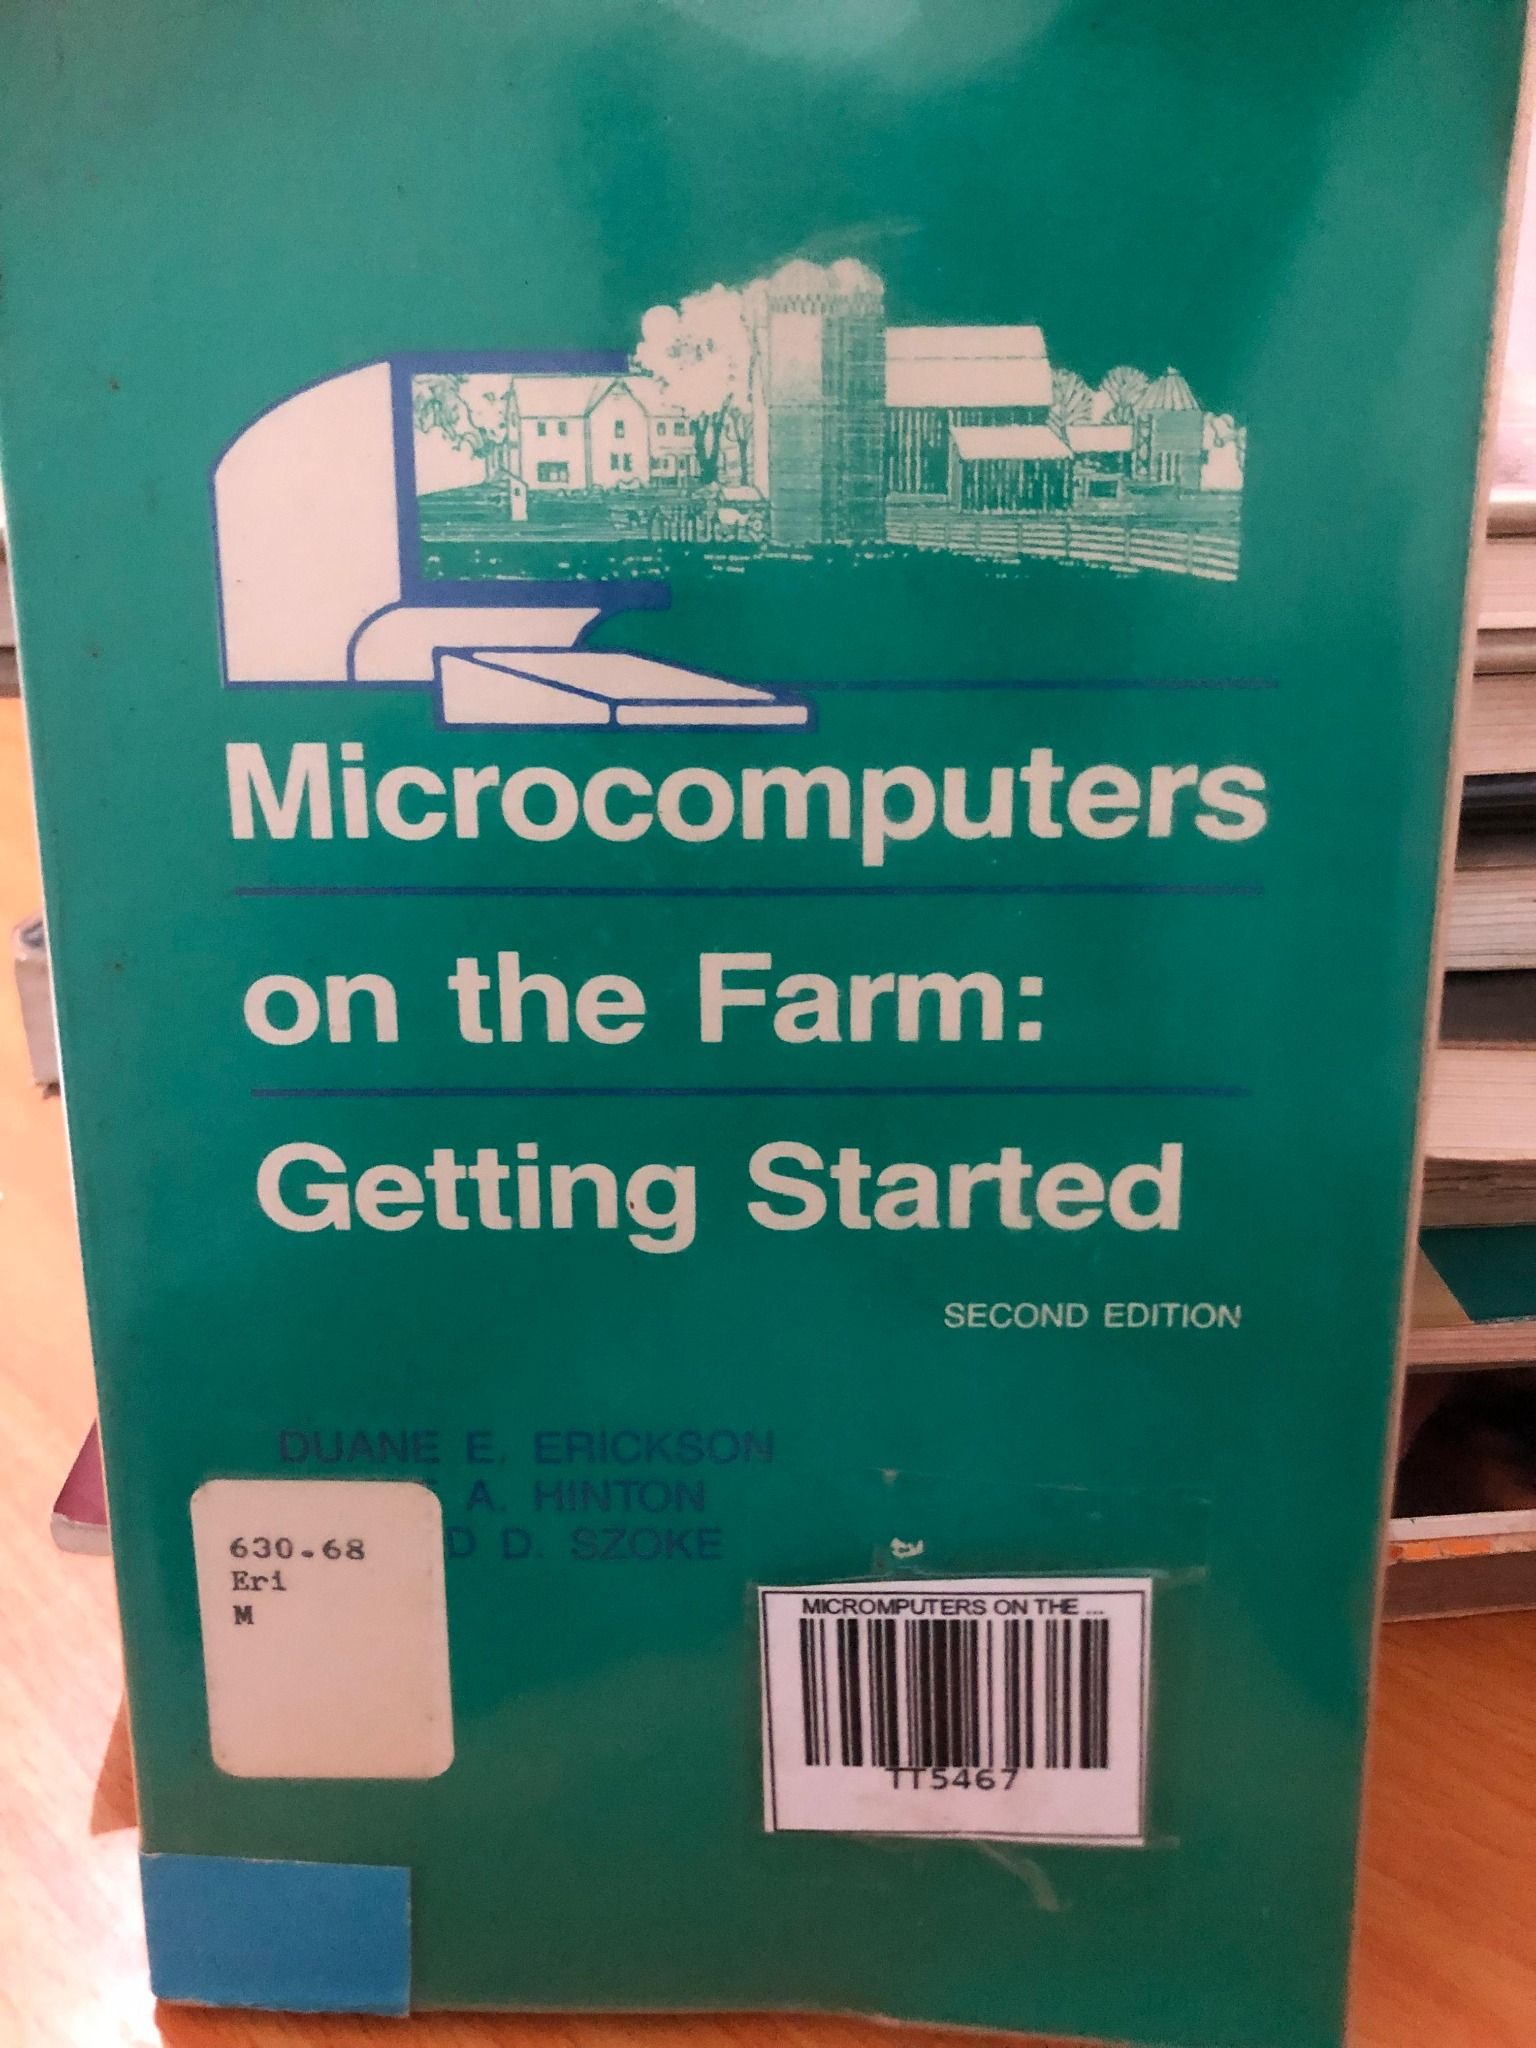 Microcomputers
on the Farm:
Getting Started
SECOND EDITION
DUANE E. ERICKSON
A. HINTON
D. SZOKE
630.68
Eri
M
MICROMPUTERS ON THE ...
TT5467